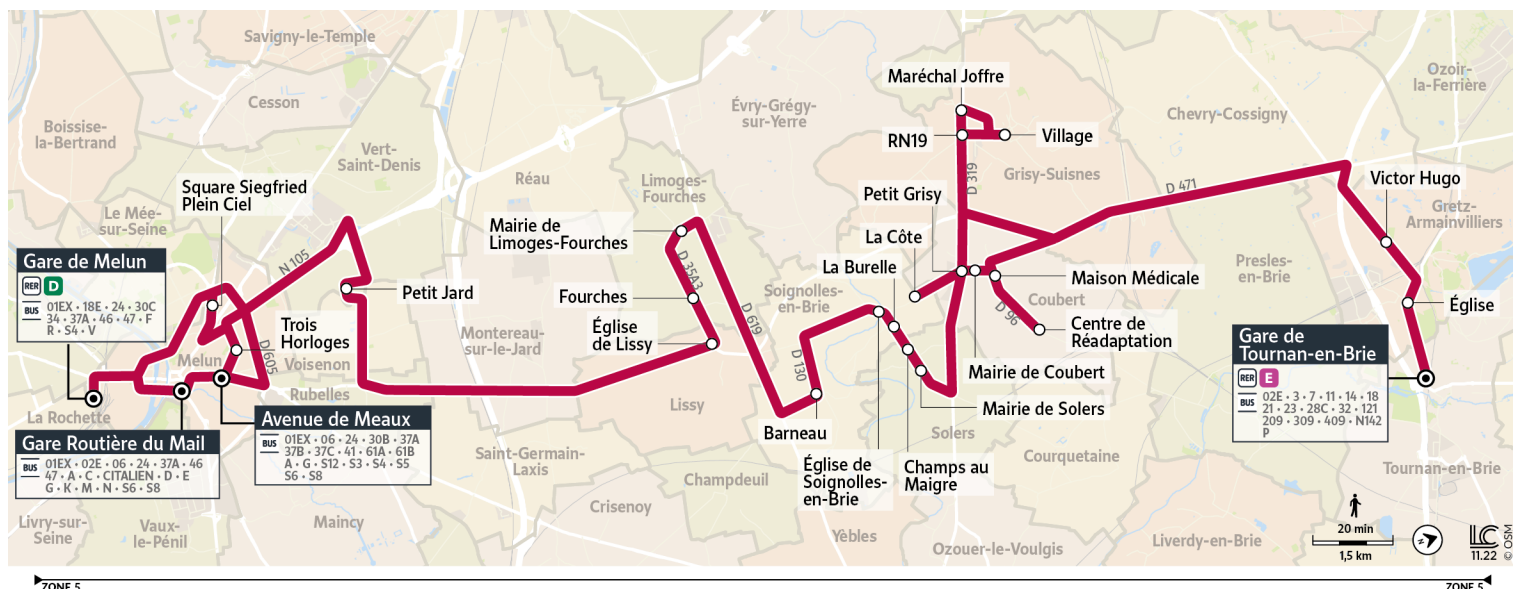 Savigny-le-Temple
Cesson
Boissise-
la-Bertrand
Vert-
Saint-Denis
Réau
Évry-Grégy-
sur-Yerre
Limoges-
Fourches
Chevry-Cossigny
Ozoir-
la-Ferrière
Maréchal Joffre
RN19
Village
D 319
Grisy-Suisnes
D 471
Victor Hugo
Gretz-
Armainvilliers
Petit Grisy
La Côte
La Burelle
Square Siegfried
Plein Ciel
Le Mée-
sur-Seine
N 105
Mairie de
Limoges-Fourches
D 35A3
Gare de Melun
RER D
BUS
01EX • 18E • 24 • 30C
34 • 37A • 46 • 47 • F
R • S4 • V
Petit Jard
Fourches
Église
de Lissy
D 619
Soignolles-
en-Brie
Maison Médicale
Presles-
en-Brie
Église
Coubert
D 96
Centre de
Réadaptation
Trois
Horloges
Melun
D 605
Voisenon
Rubelles
Montereau-
sur-le-Jard
D 130
Mairie de Coubert
Mairie de Solers
Gare de
Tournan-en-Brie
RER E
BUS
02E • 3 • 7 • 11 • 14 • 18
21 • 23 • 28C • 32 • 121
209 • 309 • 409 • N142
P
La Rochette
Lissy
Barneau
Solers
Gare Routière du Mail
BUS
01EX • 02E • 06 • 24 • 37A • 46
47 • A • C • CITALIEN • D • E
G • K • M • N • S6 • S8
Avenue de Meaux
BUS
01EX • 06 • 24 • 30B • 37A
37B • 37C • 41 • 61A • 61B
A • G • S12 • S3 • S4 • S5
S6 • S8
Saint-Germain-
Laxis
Champdeuil
Église de
Soignolles-
en-Brie
Champs au
Maigre
Courquetaine
Tournan-en-Brie
Livry-sur-
Seine
Vaux-
le-Pénil
Maincy
Crisenoy
Yèbles
Ozouer-le-Voulgis
Liverdy-en-Brie
20 min
1,5 km
LC
11.22
© OSM
ZONE 5
ZONE 5